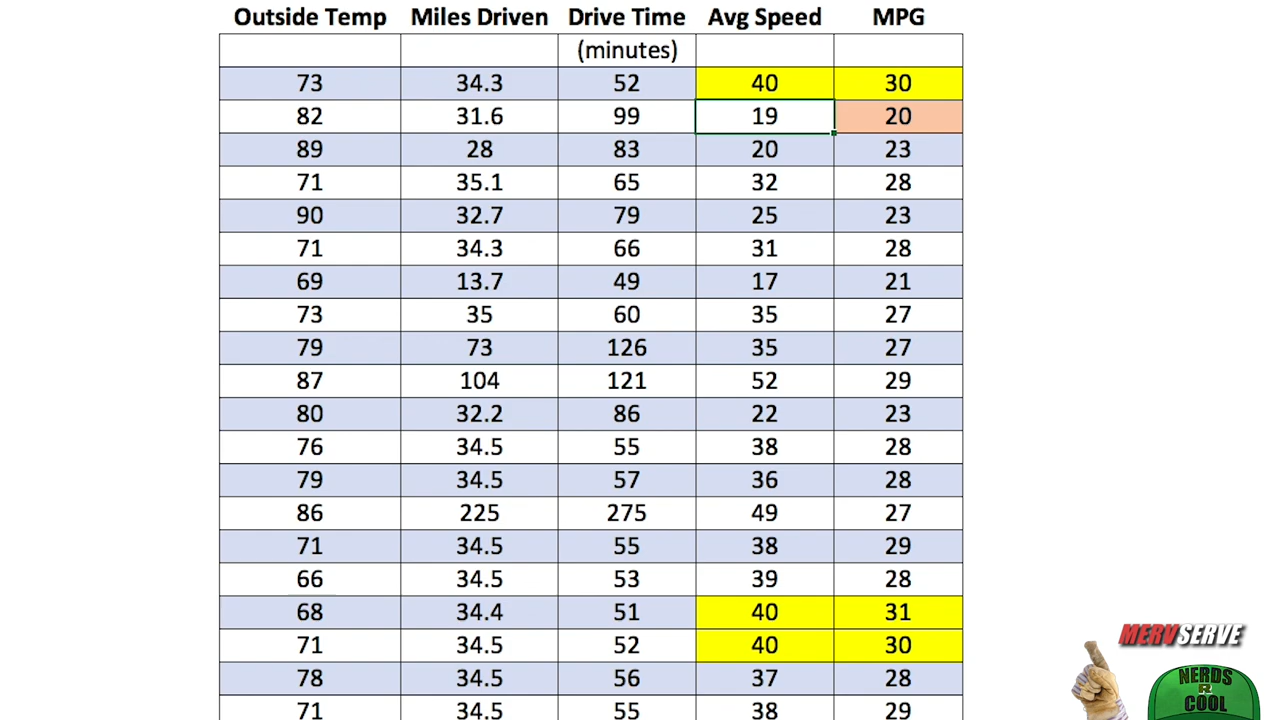 Outside Temp Miles Driven Drive Time Avg Speed MPG
(minutes)
73 34.3 52 40 30
82 31.6 99 19 20
89 28 83 20 23
71 35.1 65 32 28
90 32.7 79 25 23
71 34.3 66 31 28
69 13.7 49 17 21
73 35 60 35 27
79 73 126 35 27
87 104 121 52 29
80 32.2 86 22 23
76 34.5 55 38 28
79 34.5 57 36 28
86 225 275 49 27
71 34.5 55 38 29
66 34.5 53 39 28
68 34.4 51 40 31
71 34.5 52 40 30
78 34.5 56 37 28
71 34.5 55 38 29
MERVSERVE
NERDS
R
COOL